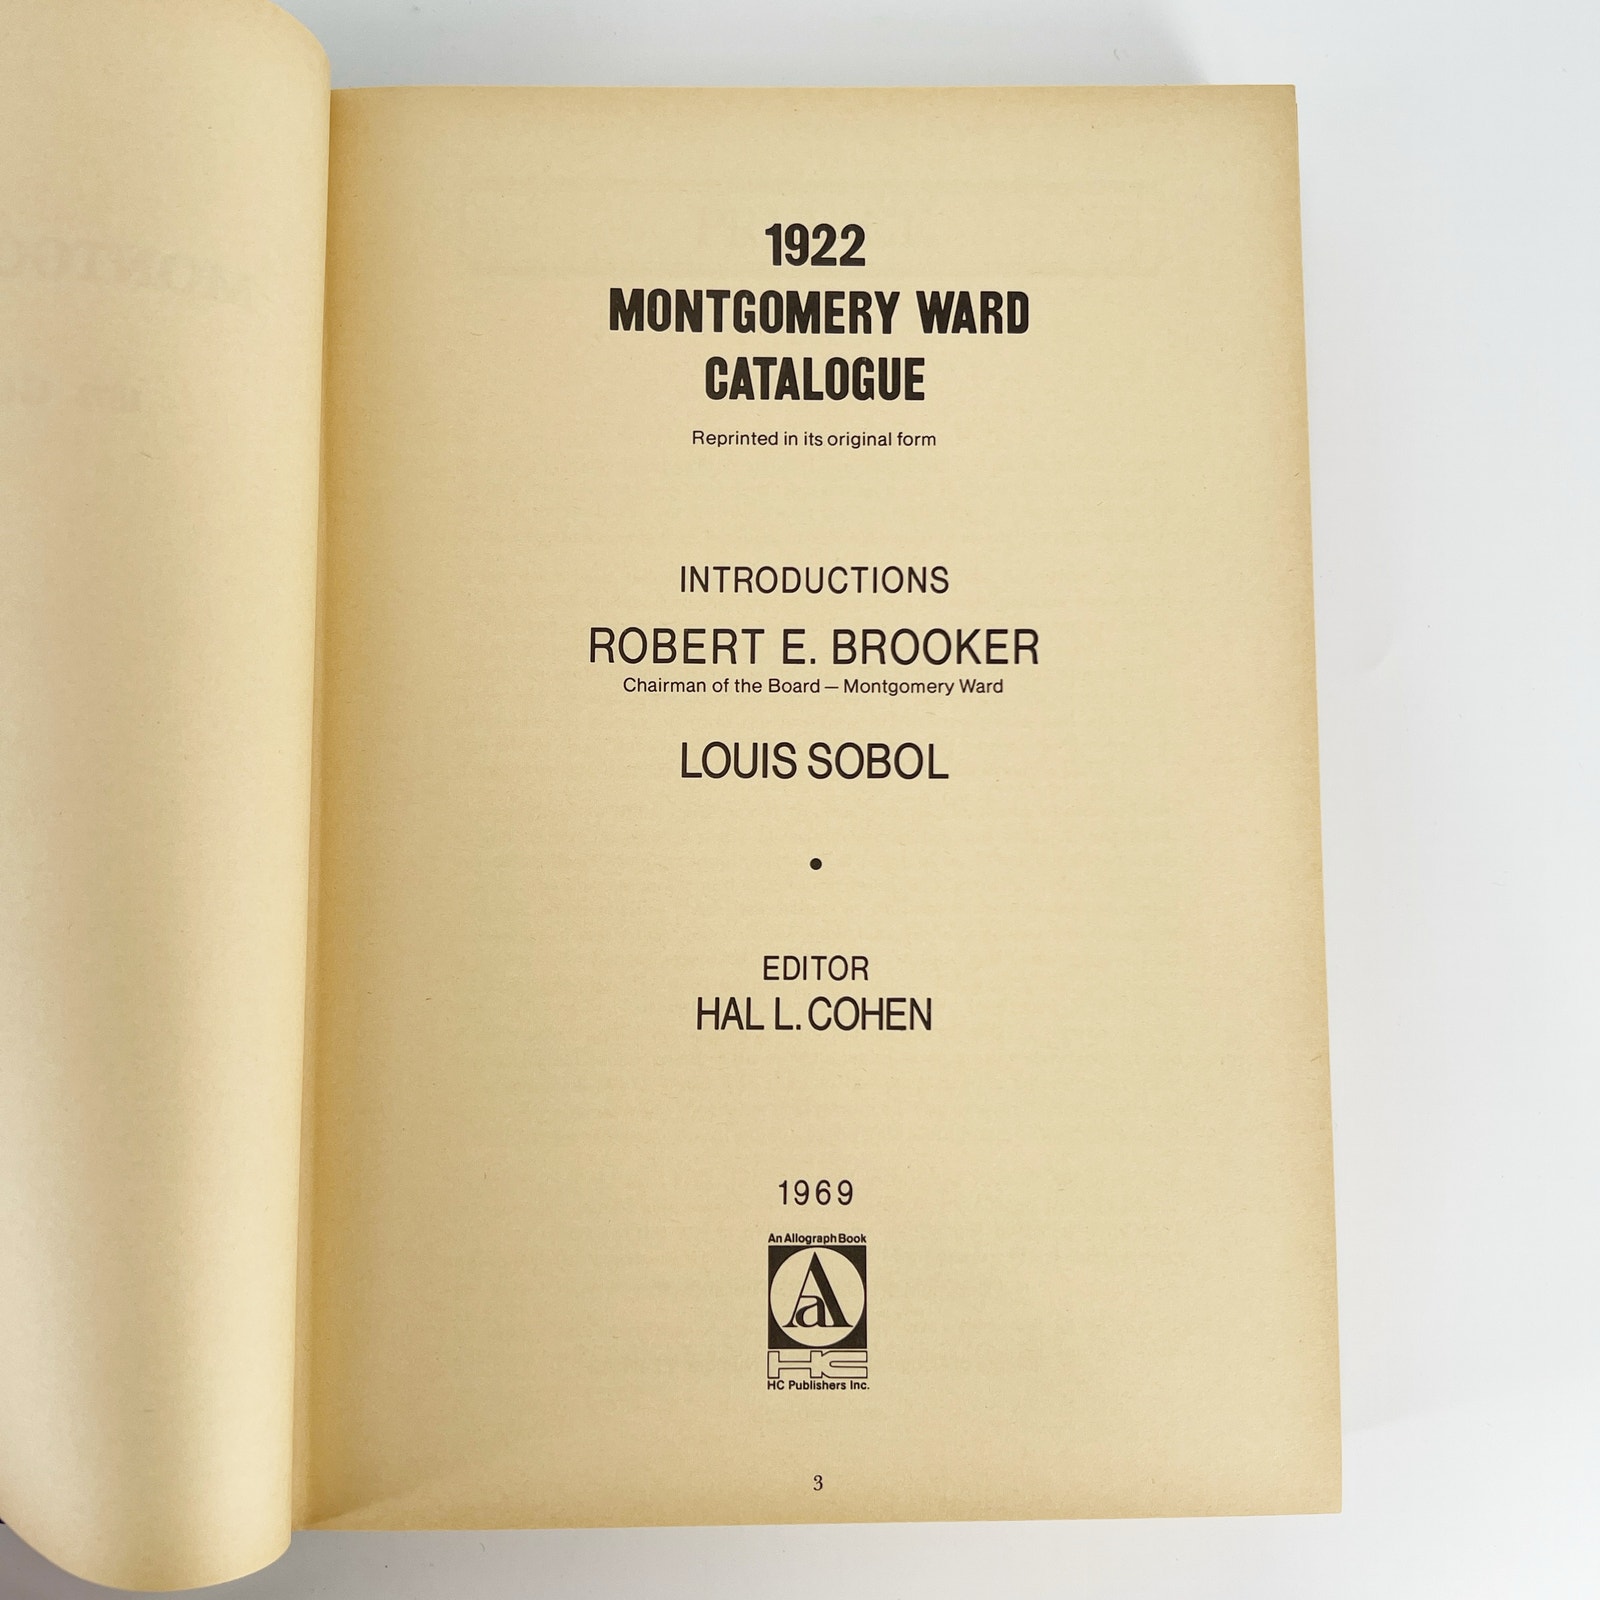 1922
MONTGOMERY WARD
CATALOGUE
Reprinted in its original form
INTRODUCTIONS
ROBERT E. BROOKER
Chairman of the Board — Montgomery Ward
LOUIS SOBOL
•
EDITOR
HAL L. COHEN
1969
An Allograph Book
Aa
HC
HC Publishers Inc.
3